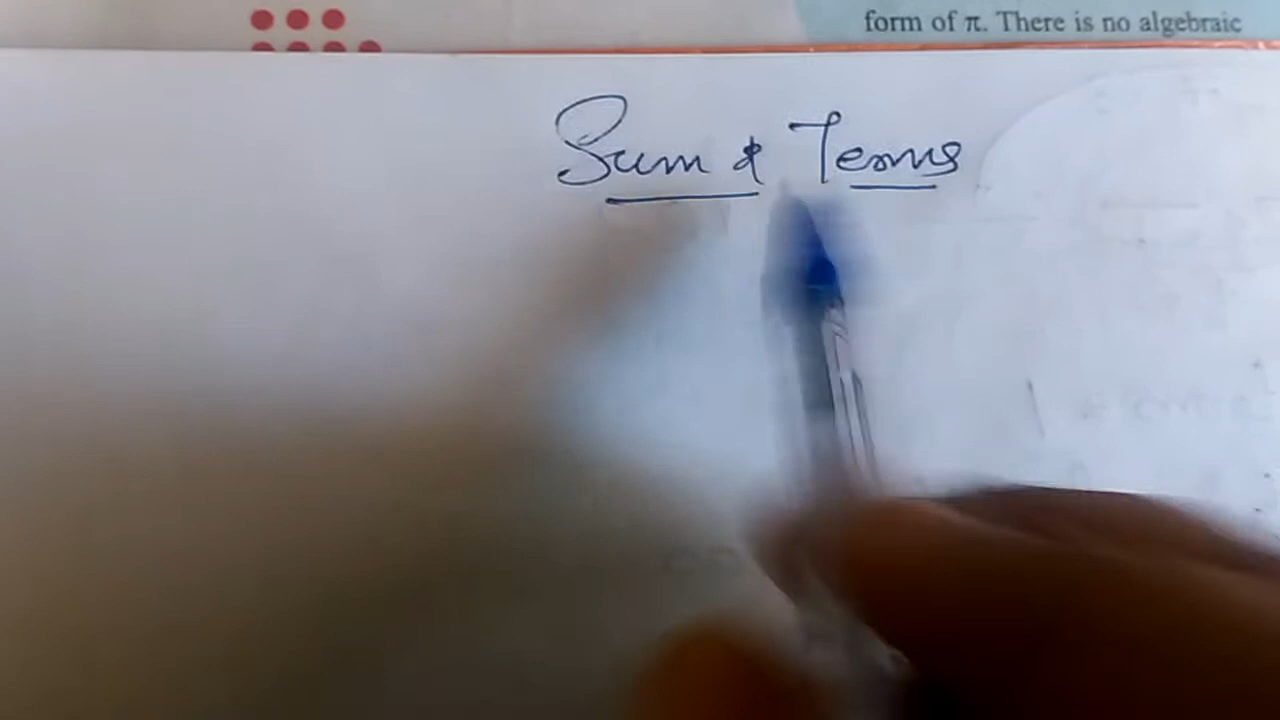 form of π. There is no algebraic
Sum & Terms